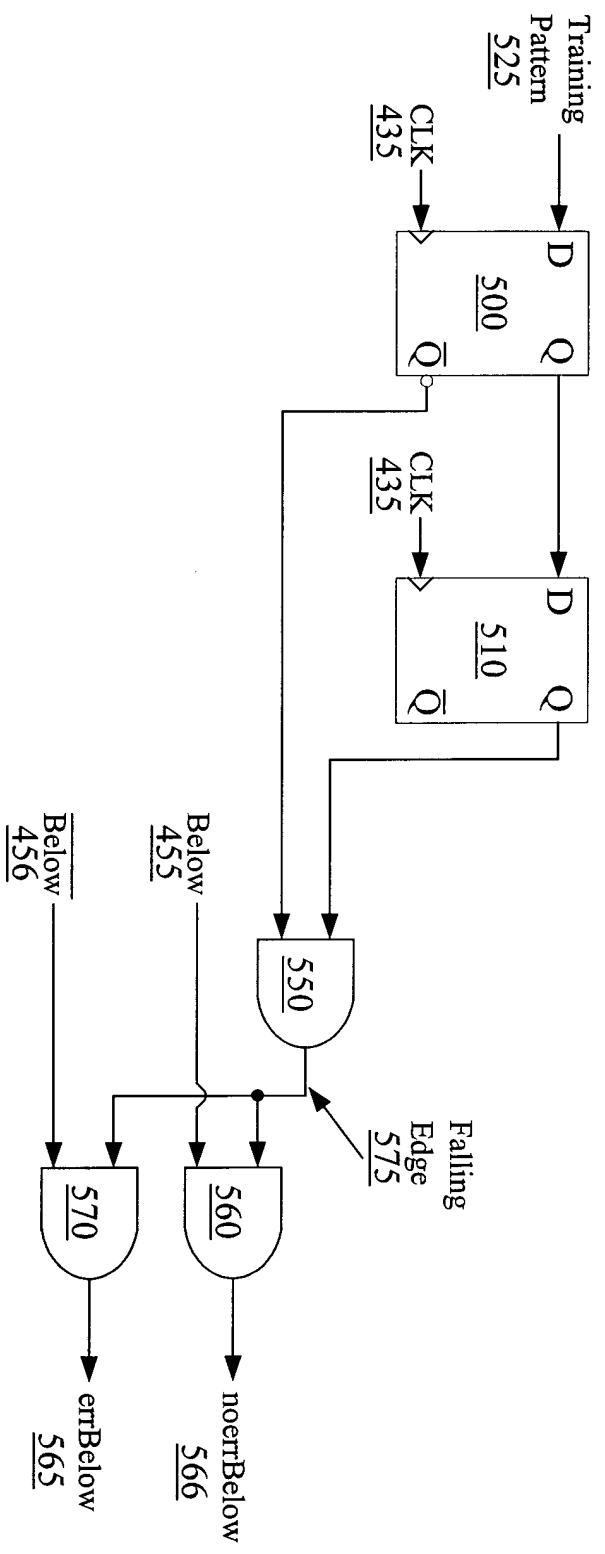 Training
Pattern
525
CLK
435
D
Q
500
Q
CLK
435
D
Q
510
Q
550
Falling
Edge
575
Below
455
Below
456
560
570
noerrBelow
566
errBelow
565